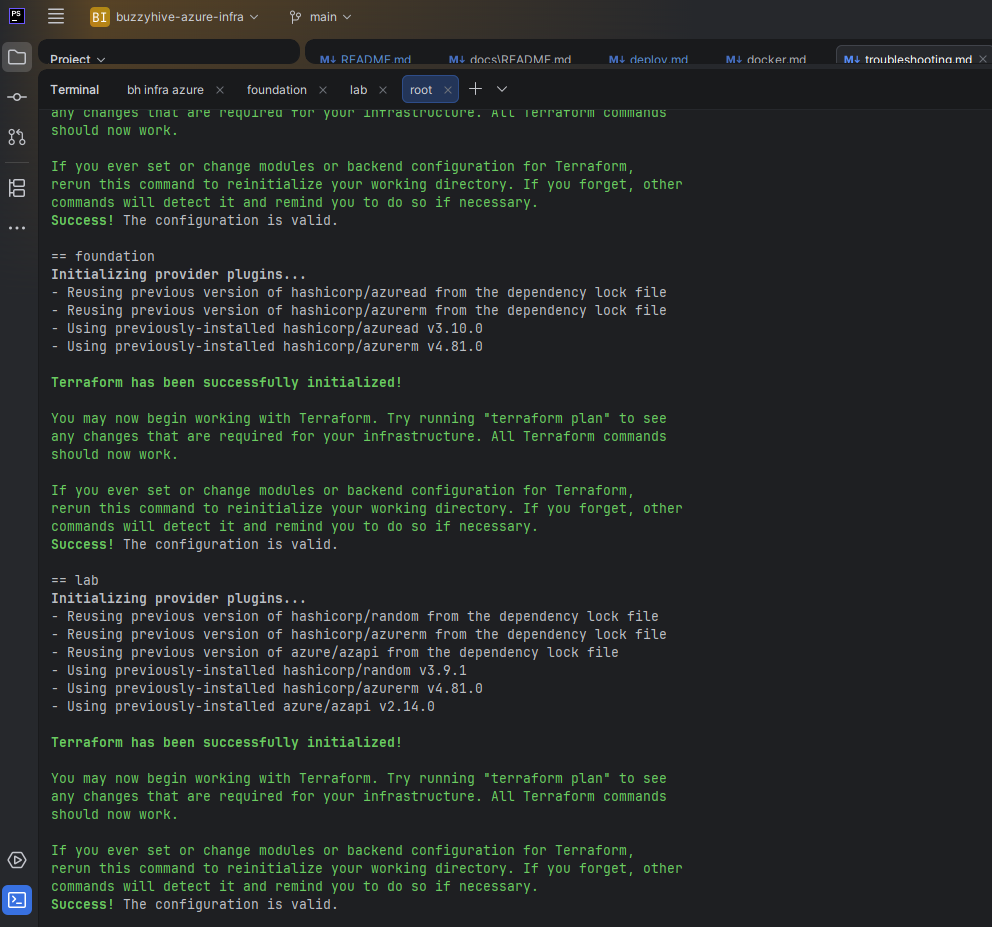 PS
BI buzzyhive-azure-infra main
Project
M↓ README.md M↓ docs\README.md M↓ deploy.md M↓ docker.md M↓ troubleshooting.md ×
Terminal bh infra azure × foundation × lab × root ×
any changes that are required for your infrastructure. All Terraform commands
should now work.
If you ever set or change modules or backend configuration for Terraform,
rerun this command to reinitialize your working directory. If you forget, other
commands will detect it and remind you to do so if necessary.
Success! The configuration is valid.
== foundation
Initializing provider plugins...
- Reusing previous version of hashicorp/azuread from the dependency lock file
- Reusing previous version of hashicorp/azurerm from the dependency lock file
- Using previously-installed hashicorp/azuread v3.10.0
- Using previously-installed hashicorp/azurerm v4.81.0
Terraform has been successfully initialized!
You may now begin working with Terraform. Try running "terraform plan" to see
any changes that are required for your infrastructure. All Terraform commands
should now work.
If you ever set or change modules or backend configuration for Terraform,
rerun this command to reinitialize your working directory. If you forget, other
commands will detect it and remind you to do so if necessary.
Success! The configuration is valid.
== lab
Initializing provider plugins...
- Reusing previous version of hashicorp/random from the dependency lock file
- Reusing previous version of hashicorp/azurerm from the dependency lock file
- Reusing previous version of azure/azapi from the dependency lock file
- Using previously-installed hashicorp/random v3.9.1
- Using previously-installed hashicorp/azurerm v4.81.0
- Using previously-installed azure/azapi v2.14.0
Terraform has been successfully initialized!
You may now begin working with Terraform. Try running "terraform plan" to see
any changes that are required for your infrastructure. All Terraform commands
should now work.
If you ever set or change modules or backend configuration for Terraform,
rerun this command to reinitialize your working directory. If you forget, other
commands will detect it and remind you to do so if necessary.
Success! The configuration is valid.